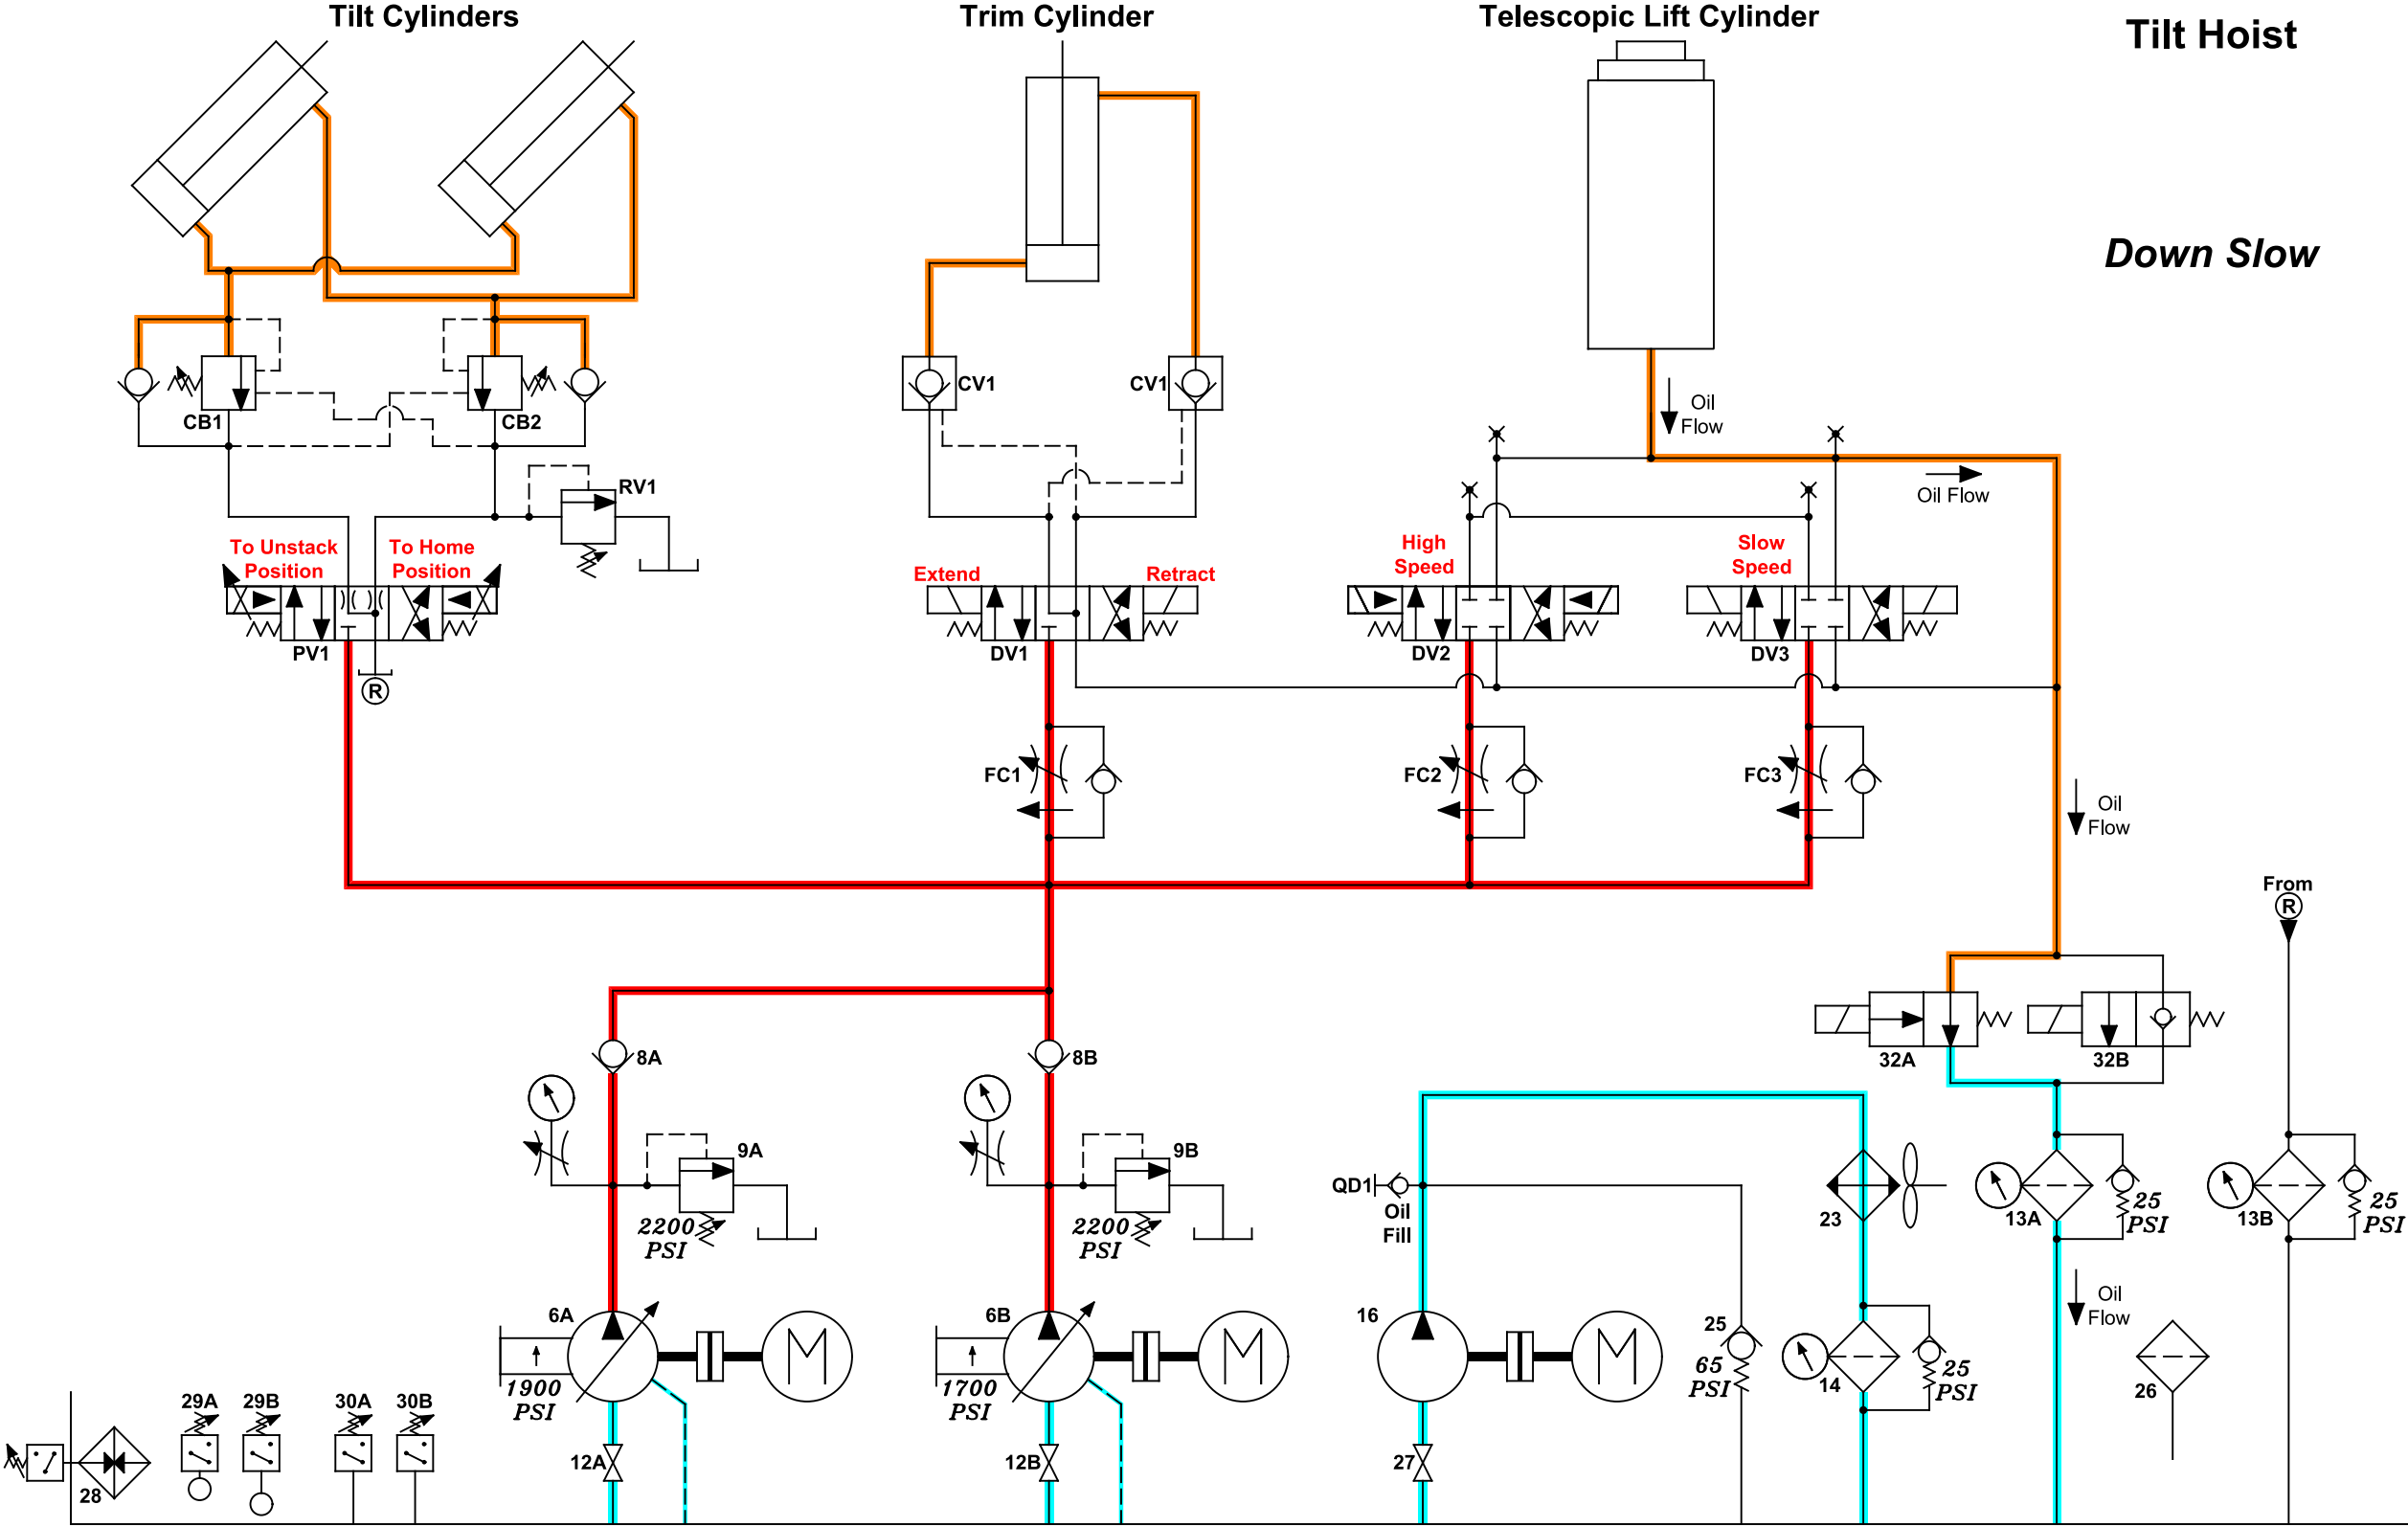 Tilt Cylinders
Trim Cylinder
Telescopic Lift Cylinder
Tilt Hoist
Down Slow
CB1
CB2
CV1
CV1
Oil
Flow
Oil Flow
RV1
To Unstack
Position
To Home
Position
PV1
R
Extend
Retract
DV1
High
Speed
DV2
Slow
Speed
DV3
FC1
FC2
FC3
Oil
Flow
From
R
8A
8B
32A
32B
9A
2200
PSI
9B
2200
PSI
QD1
Oil
Fill
23
13A
25
PSI
13B
25
PSI
6A
1900
PSI
6B
1700
PSI
16
25
65
PSI
14
25
PSI
Oil
Flow
26
M
M
M
28
29A
29B
30A
30B
12A
12B
27